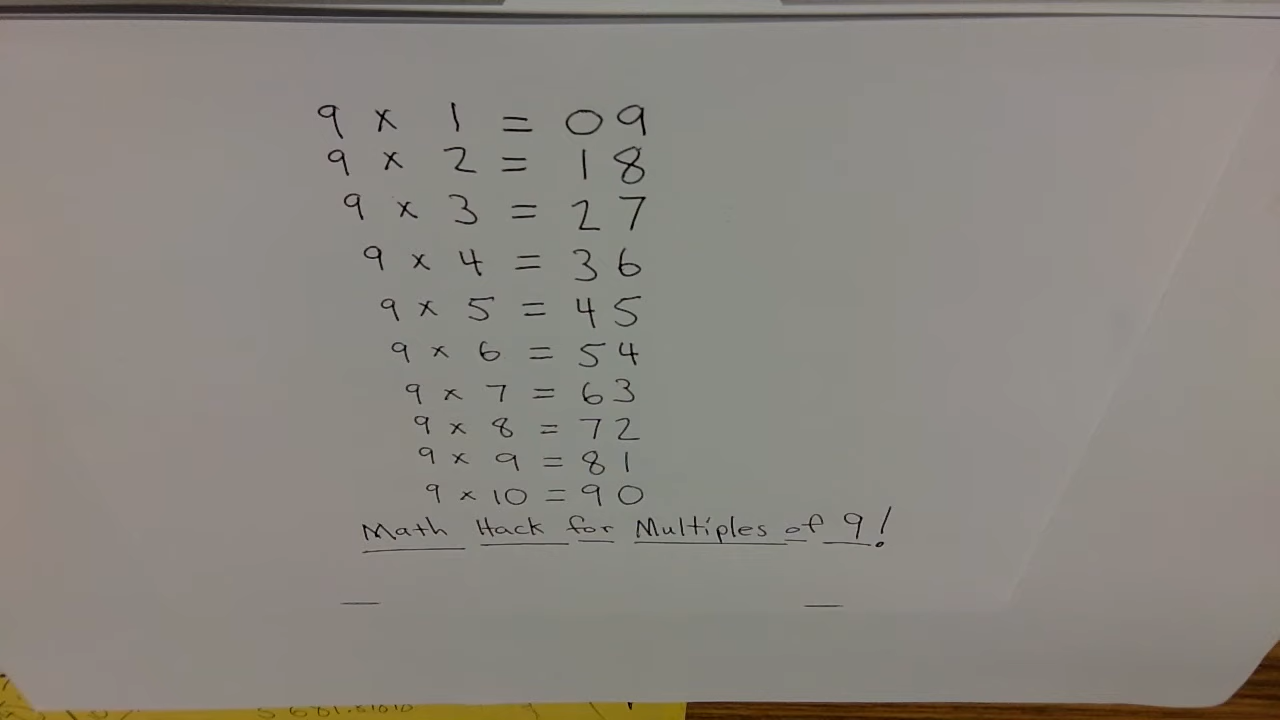 9 x 1 = 09
9 x 2 = 18
9 x 3 = 27
9 x 4 = 36
9 x 5 = 45
9 x 6 = 54
9 x 7 = 63
9 x 8 = 72
9 x 9 = 81
9 x 10 = 90
Math Hack for Multiples of 9!